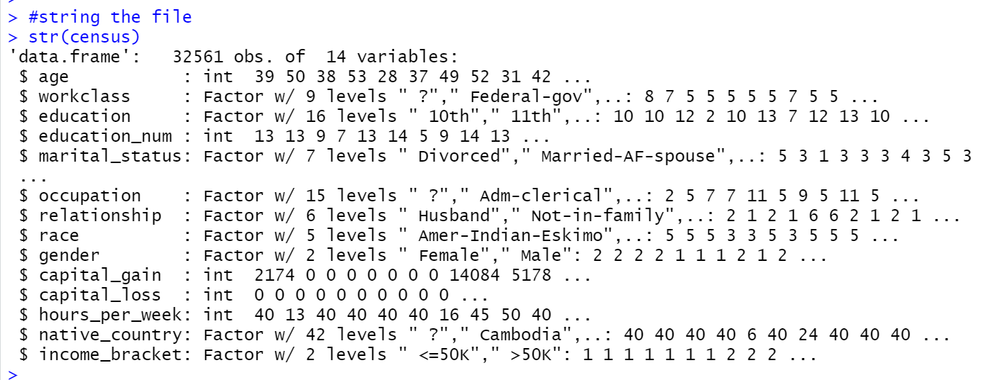 > #string the file
> str(census)
'data.frame':   32561 obs. of  14 variables:
 $ age           : int  39 50 38 53 28 37 49 52 31 42 ...
 $ workclass     : Factor w/ 9 levels " ?"," Federal-gov",..: 8 7 5 5 5 5 5 7 5 5 ...
 $ education     : Factor w/ 16 levels " 10th"," 11th",..: 10 10 12 2 10 13 7 12 13 10 ...
 $ education_num : int  13 13 9 7 13 14 5 9 14 13 ...
 $ marital_status: Factor w/ 7 levels " Divorced"," Married-AF-spouse",..: 5 3 1 3 3 3 4 3 5 3
 ...
 $ occupation    : Factor w/ 15 levels " ?"," Adm-clerical",..: 2 5 7 7 11 5 9 5 11 5 ...
 $ relationship  : Factor w/ 6 levels " Husband"," Not-in-family",..: 2 1 2 1 6 6 2 1 2 1 ...
 $ race          : Factor w/ 5 levels " Amer-Indian-Eskimo",..: 5 5 5 3 3 5 3 5 5 5 ...
 $ gender        : Factor w/ 2 levels " Female"," Male": 2 2 2 2 1 1 1 2 1 2 ...
 $ capital_gain  : int  2174 0 0 0 0 0 0 0 14084 5178 ...
 $ capital_loss  : int  0 0 0 0 0 0 0 0 0 0 ...
 $ hours_per_week: int  40 13 40 40 40 40 16 45 50 40 ...
 $ native_country: Factor w/ 42 levels " ?"," Cambodia",..: 40 40 40 40 6 40 24 40 40 40 ...
 $ income_bracket: Factor w/ 2 levels " <=50K"," >50K": 1 1 1 1 1 1 1 2 2 2 ...
>